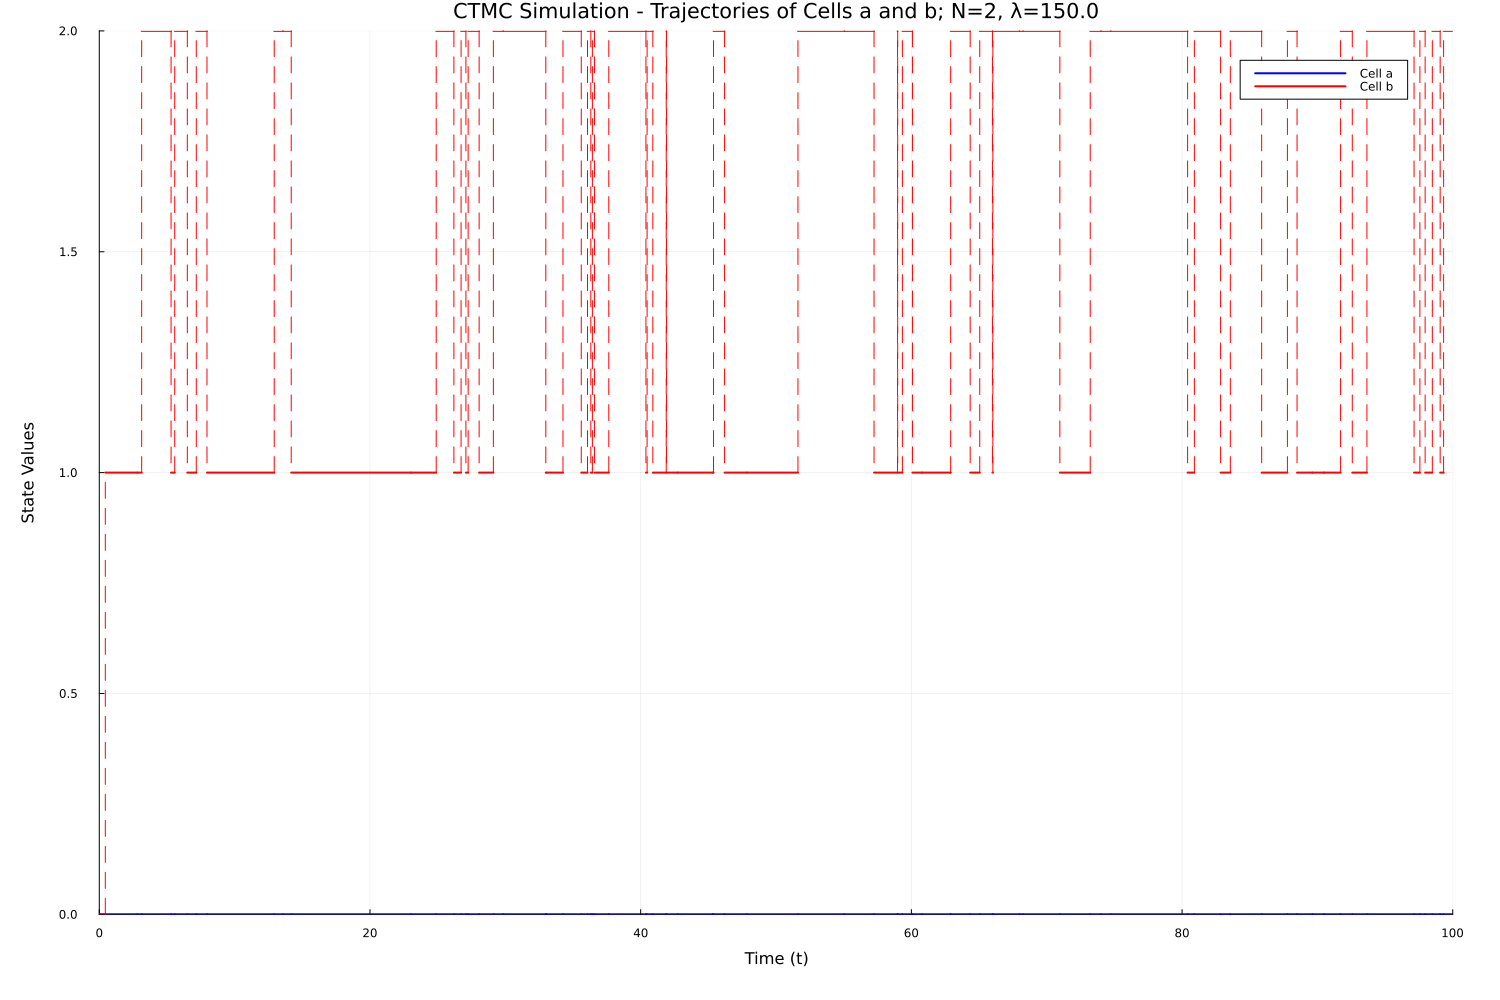 CTMC Simulation - Trajectories of Cells a and b; N=2, λ=150.0
2.0
Cell a
Cell b
1.5
1.0
State Values
0.5
0.0
0 20 40 60 80 100
Time (t)